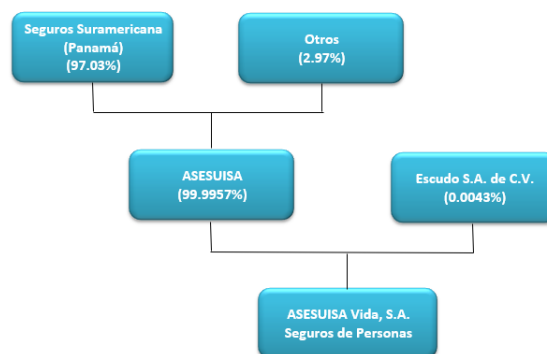 Seguros Suramericana
(Panamá)
(97.03%)
Otros
(2.97%)
ASESUISA
(99.9957%)
Escudo S.A. de C.V.
(0.0043%)
ASESUISA Vida, S.A.
Seguros de Personas